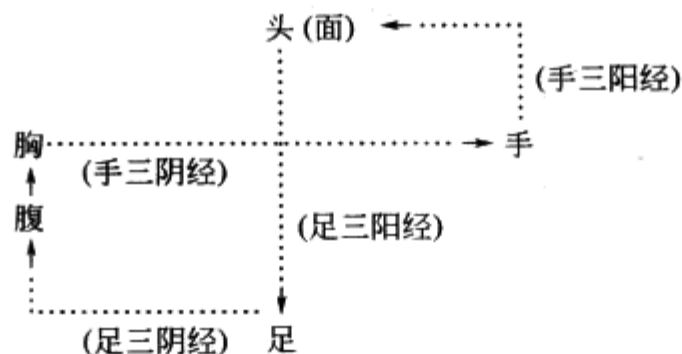 头(面)
(手三阳经)
胸
手
(手三阴经)
腹
(足三阳经)
(足三阴经)
足